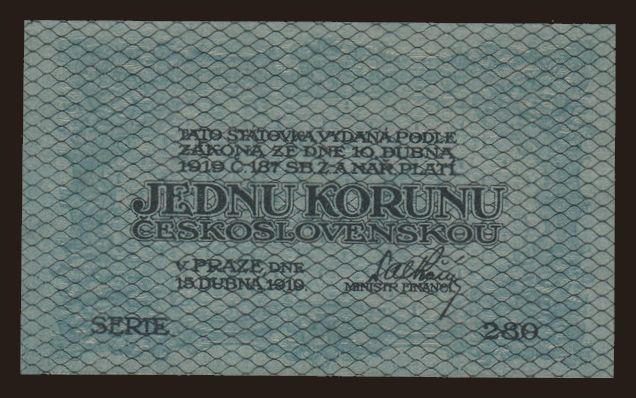 TATO STÁTOVKA VYDANÁ PODLE
ZÁKONA ZE DNE 10. DUBNA
1919 Č. 187 SB. Z. A NAŘ. PLATÍ
JEDNU KORUNU
ČESKOSLOVENSKOU
V PRAZE DNE
15. DUBNA 1919.
MINISTR FINANCÍ
SERIE 280